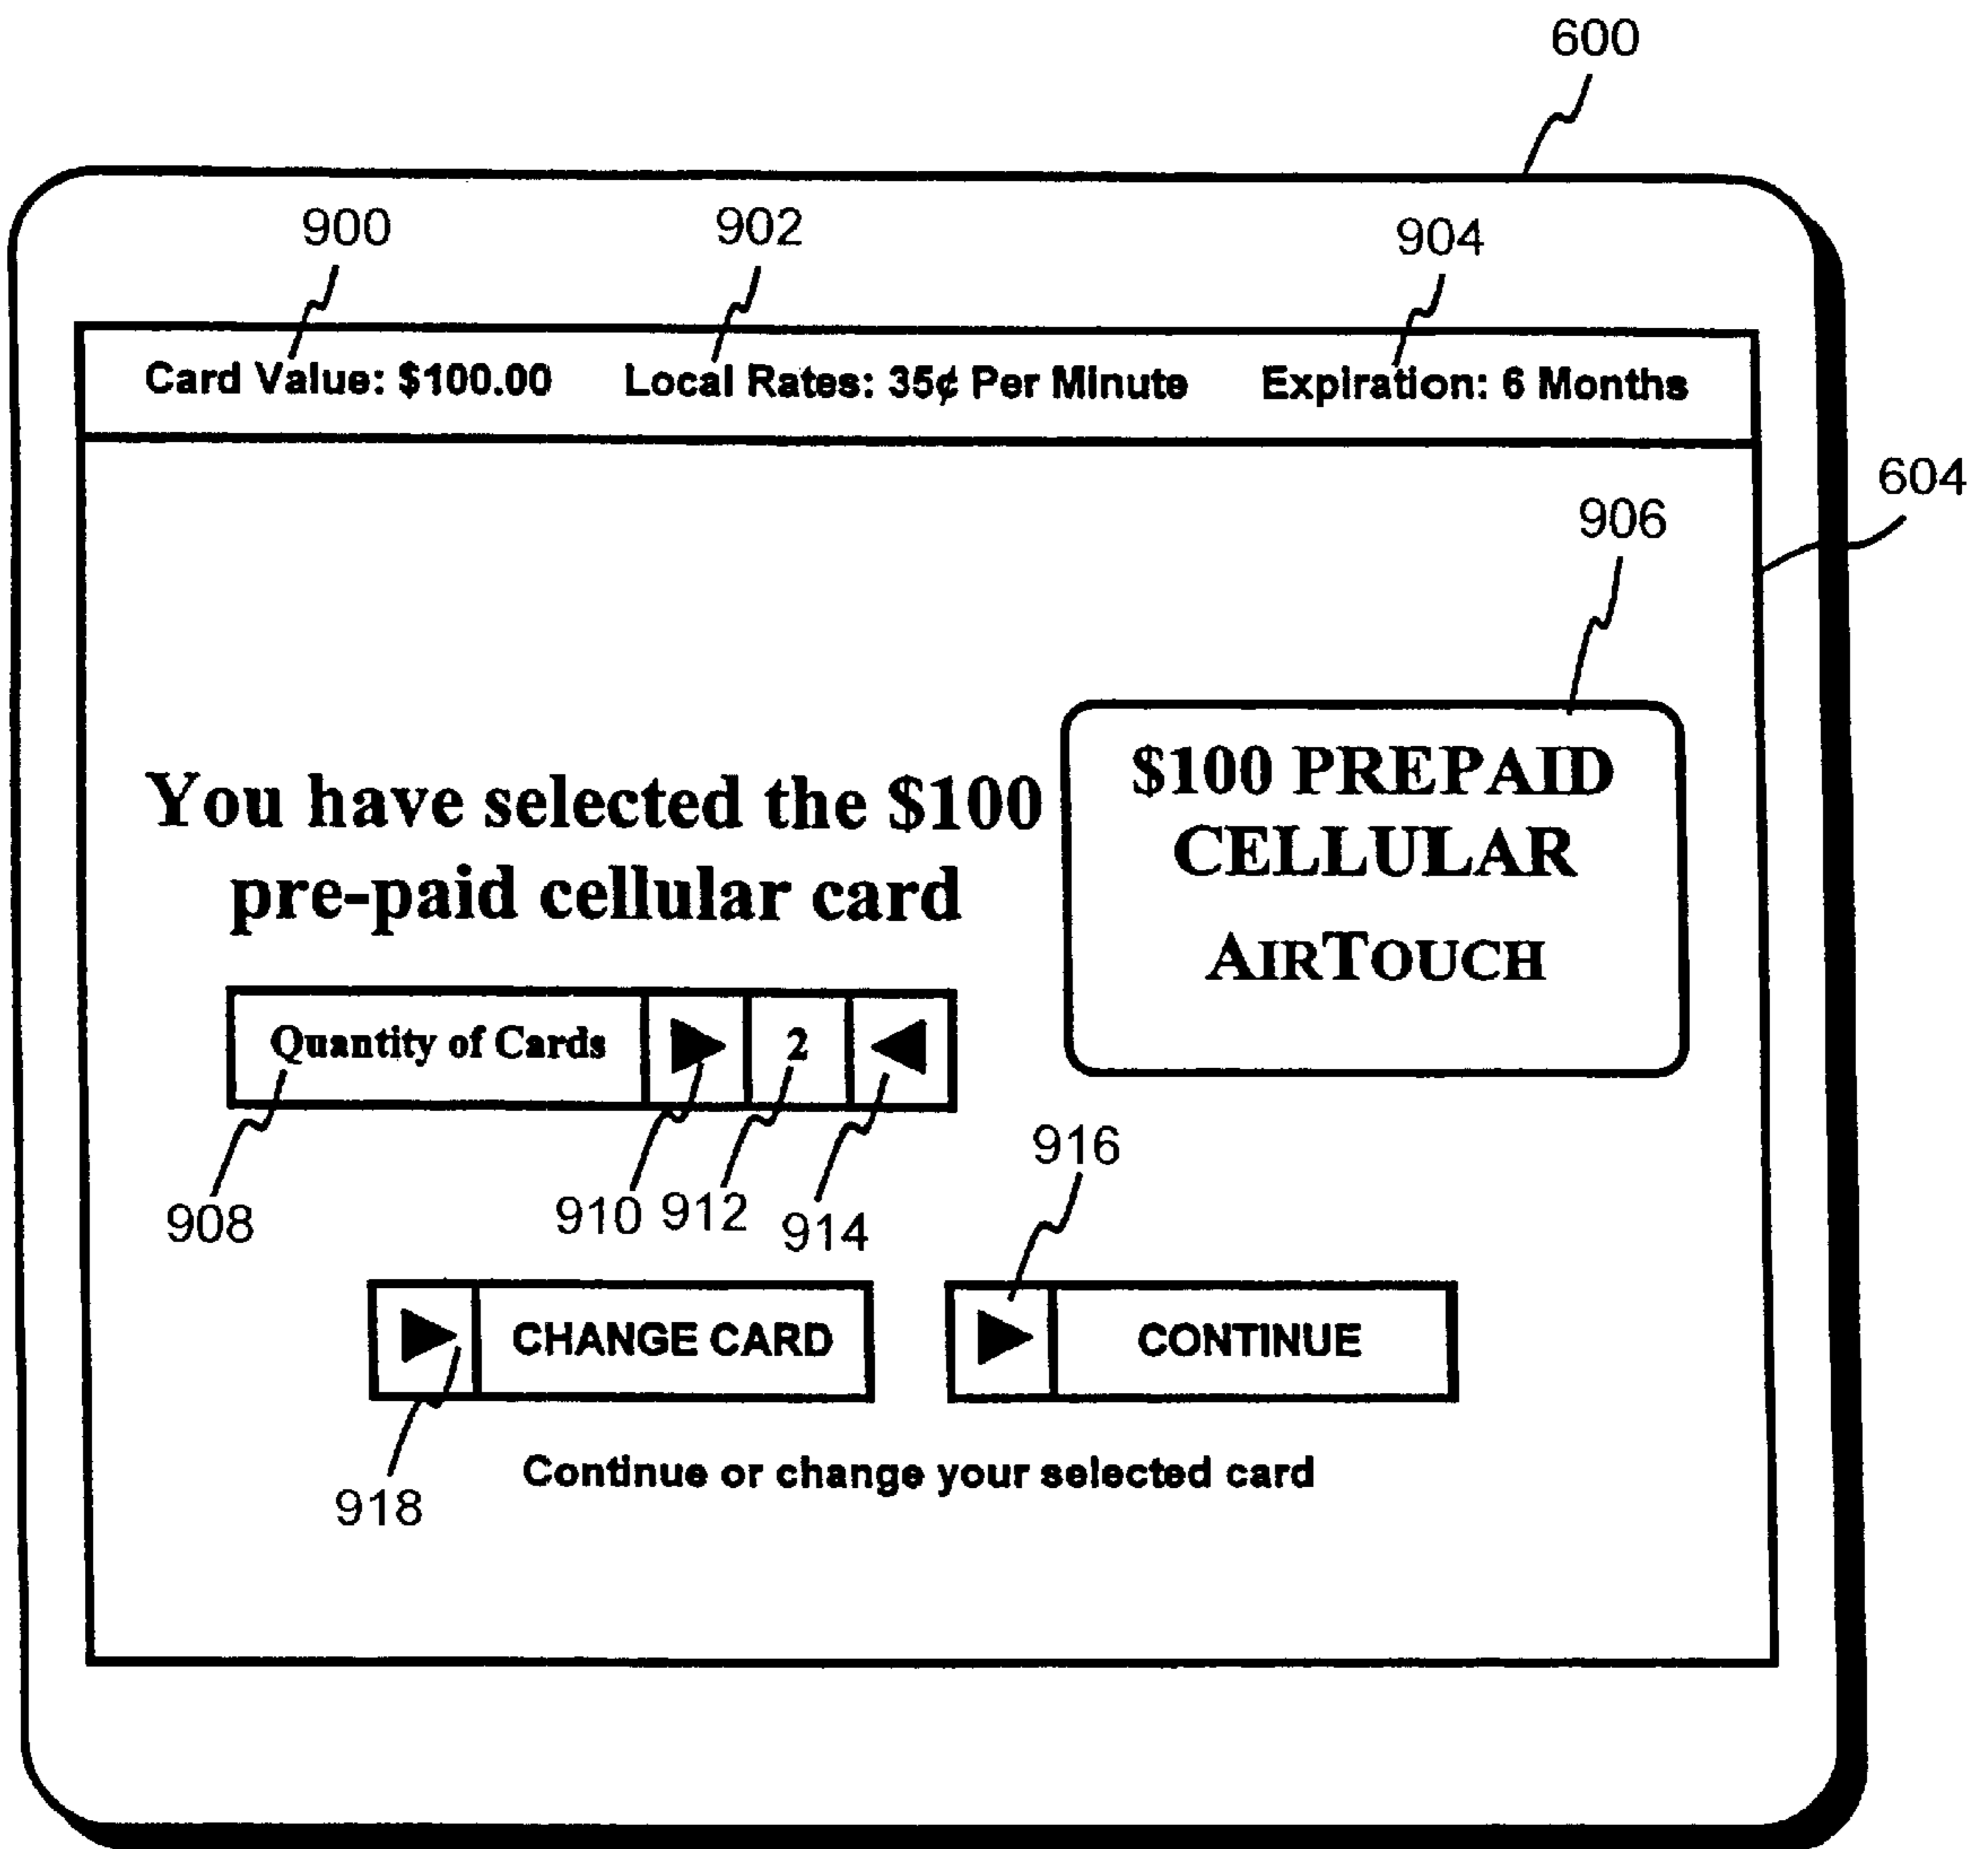 600
900
902
904
Card Value: $100.00 Local Rates: 35¢ Per Minute Expiration: 6 Months
604
906
You have selected the $100
pre-paid cellular card
$100 PREPAID
CELLULAR
AIRTOUCH
Quantity of Cards 2
908
910
912
914
916
CHANGE CARD
CONTINUE
918
Continue or change your selected card